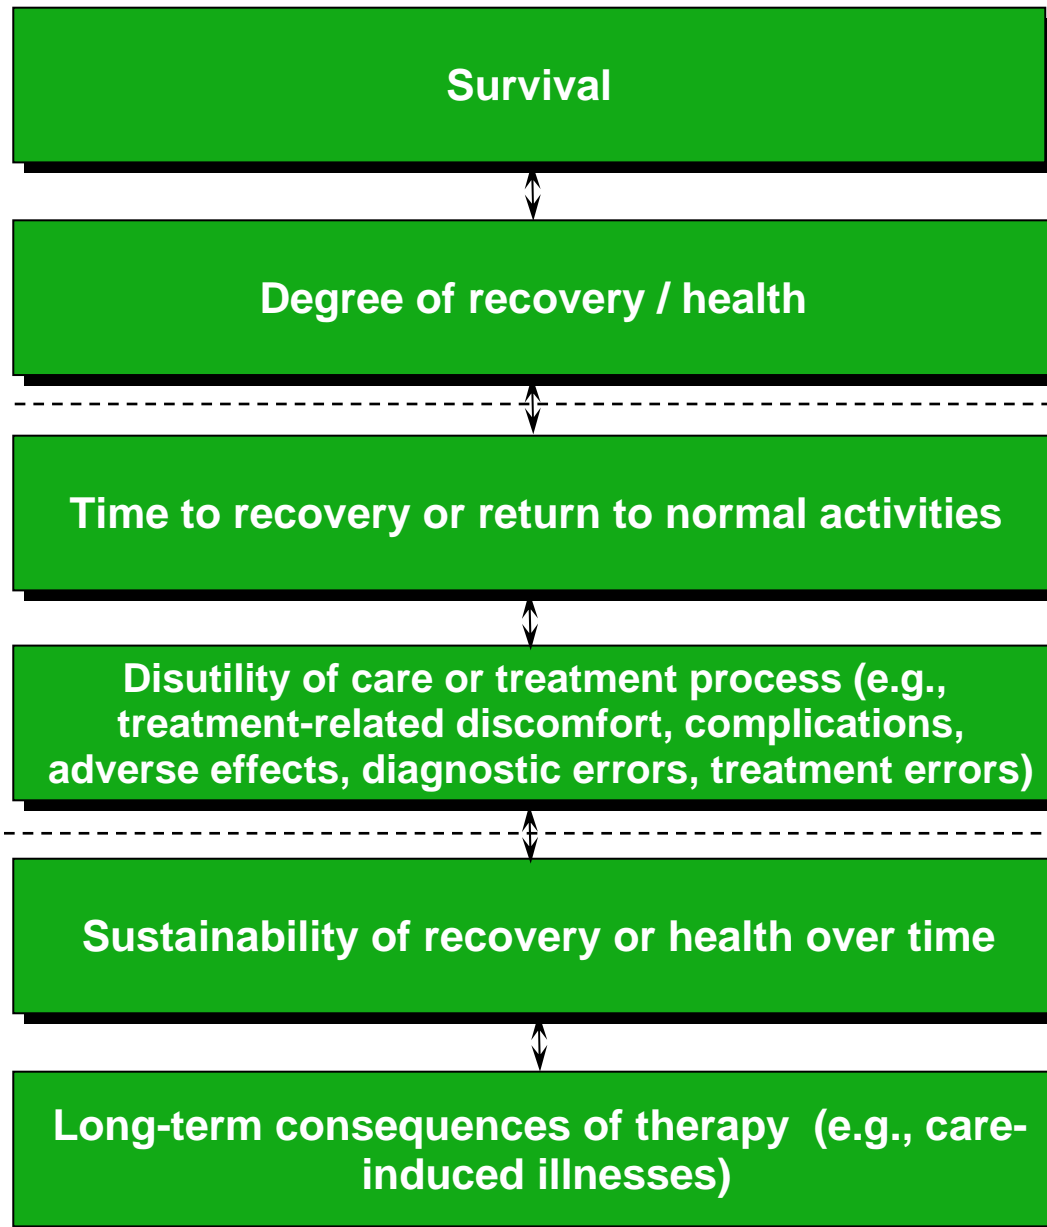 Survival
Degree of recovery / health
Time to recovery or return to normal activities
Disutility of care or treatment process (e.g.,
treatment-related discomfort, complications,
adverse effects, diagnostic errors, treatment errors)
Sustainability of recovery or health over time
Long-term consequences of therapy  (e.g., care-
induced illnesses)